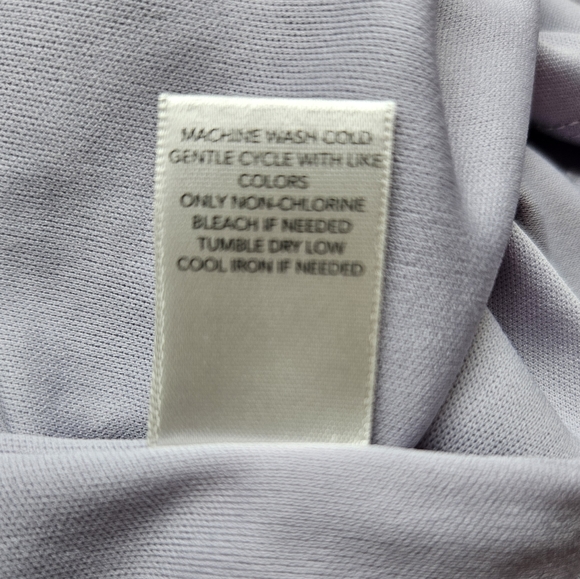 MACHINE WASH COLD
GENTLE CYCLE WITH LIKE
COLORS
ONLY NON-CHLORINE
BLEACH IF NEEDED
TUMBLE DRY LOW
COOL IRON IF NEEDED